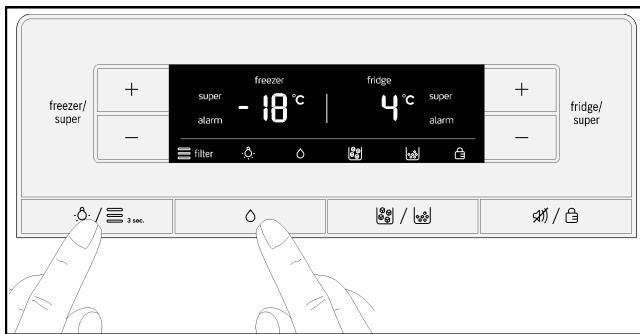 freezer/
super
+
−
freezer
super
alarm
- 18 °C
fridge
4 °C
super
alarm
filter
+
−
fridge/
super
/ 3 sec.
/
/